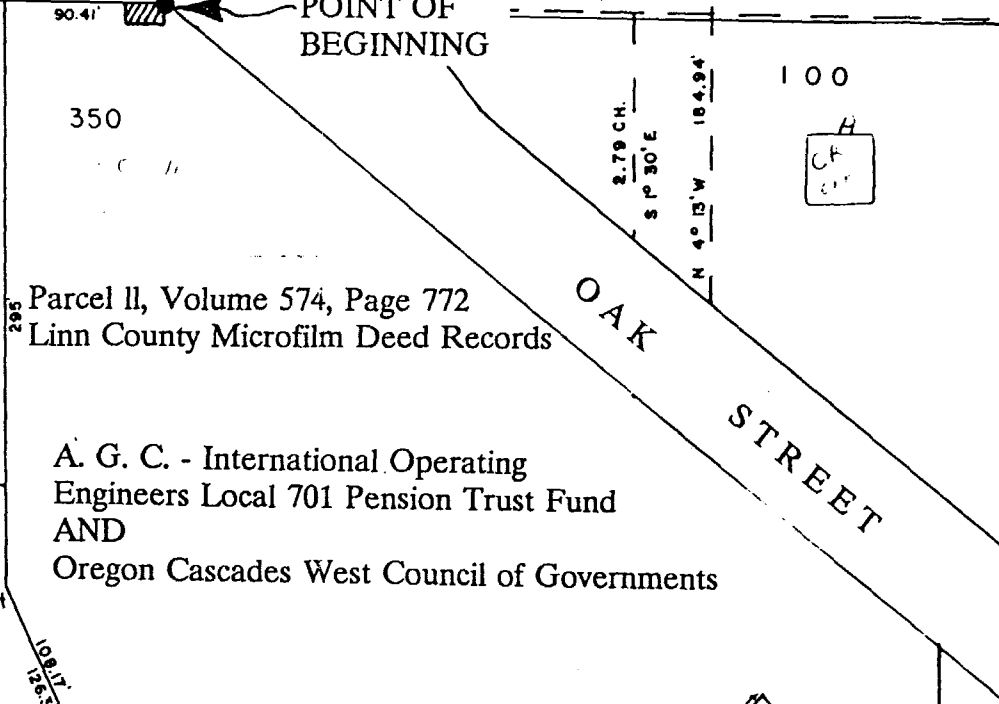 90.41'
POINT OF
BEGINNING
350
2.79 CH.
S 1° 30' E
N 4° 13' W 184.94'
100
295
Parcel ll, Volume 574, Page 772
Linn County Microfilm Deed Records
OAK STREET
A. G. C. - International Operating
Engineers Local 701 Pension Trust Fund
AND
Oregon Cascades West Council of Governments
108.17'